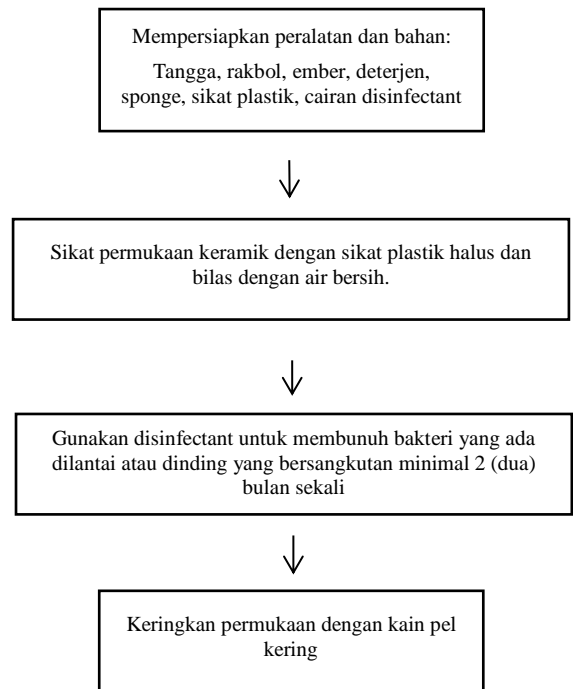 Mempersiapkan peralatan dan bahan:
Tangga, rakbol, ember, deterjen,
sponge, sikat plastik, cairan disinfectant
Sikat permukaan keramik dengan sikat plastik halus dan
bilas dengan air bersih.
Gunakan disinfectant untuk membunuh bakteri yang ada
dilantai atau dinding yang bersangkutan minimal 2 (dua)
bulan sekali
Keringkan permukaan dengan kain pel
kering